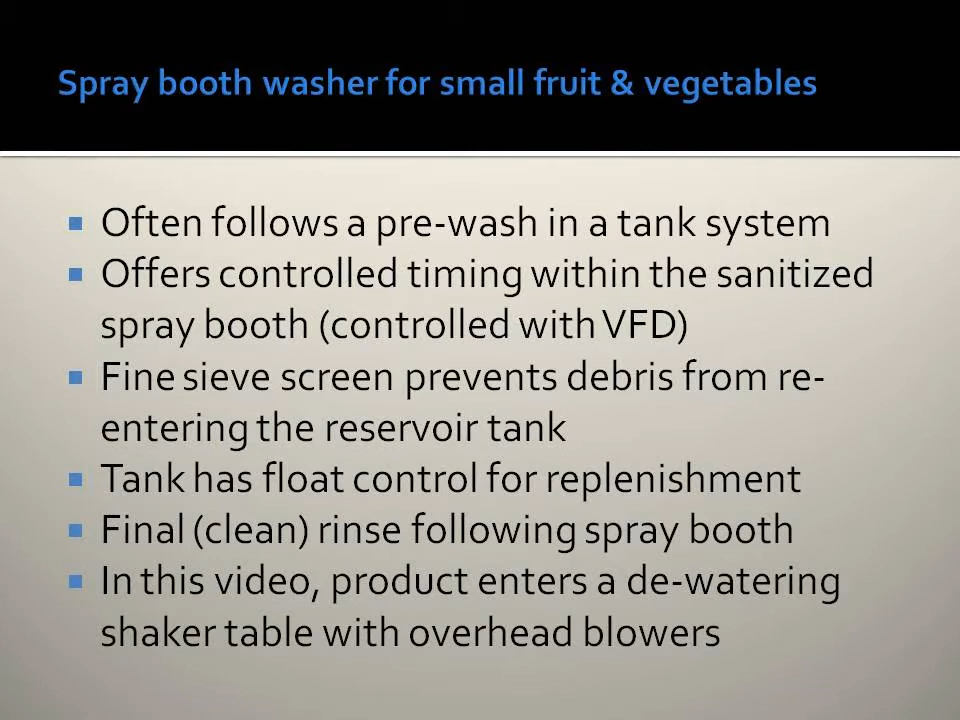 Spray booth washer for small fruit & vegetables
▪ Often follows a pre-wash in a tank system
▪ Offers controlled timing within the sanitized
spray booth (controlled with VFD)
▪ Fine sieve screen prevents debris from re-
entering the reservoir tank
▪ Tank has float control for replenishment
▪ Final (clean) rinse following spray booth
▪ In this video, product enters a de-watering
shaker table with overhead blowers